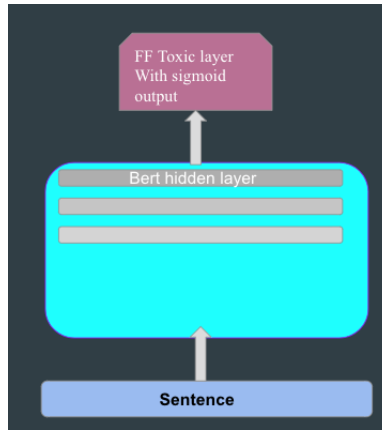 FF Toxic layer
With sigmoid
output
Bert hidden layer
Sentence